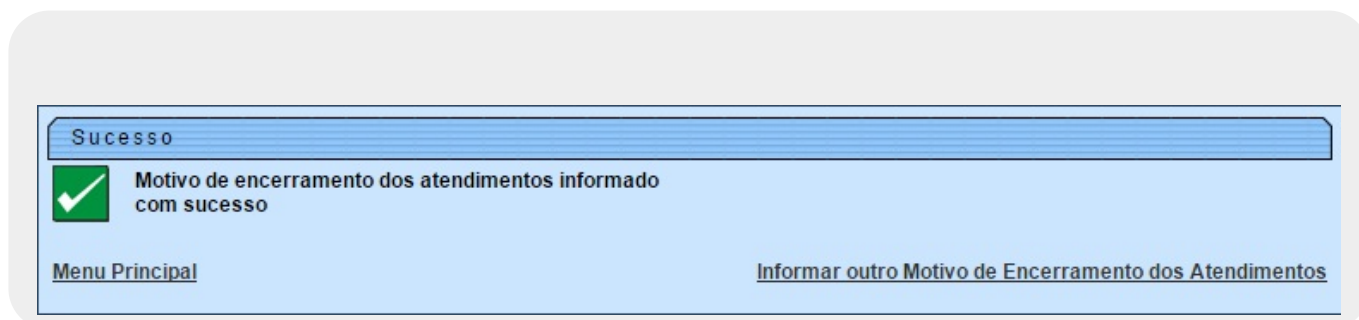 Sucesso
Motivo de encerramento dos atendimentos informado
com sucesso
Menu Principal
Informar outro Motivo de Encerramento dos Atendimentos